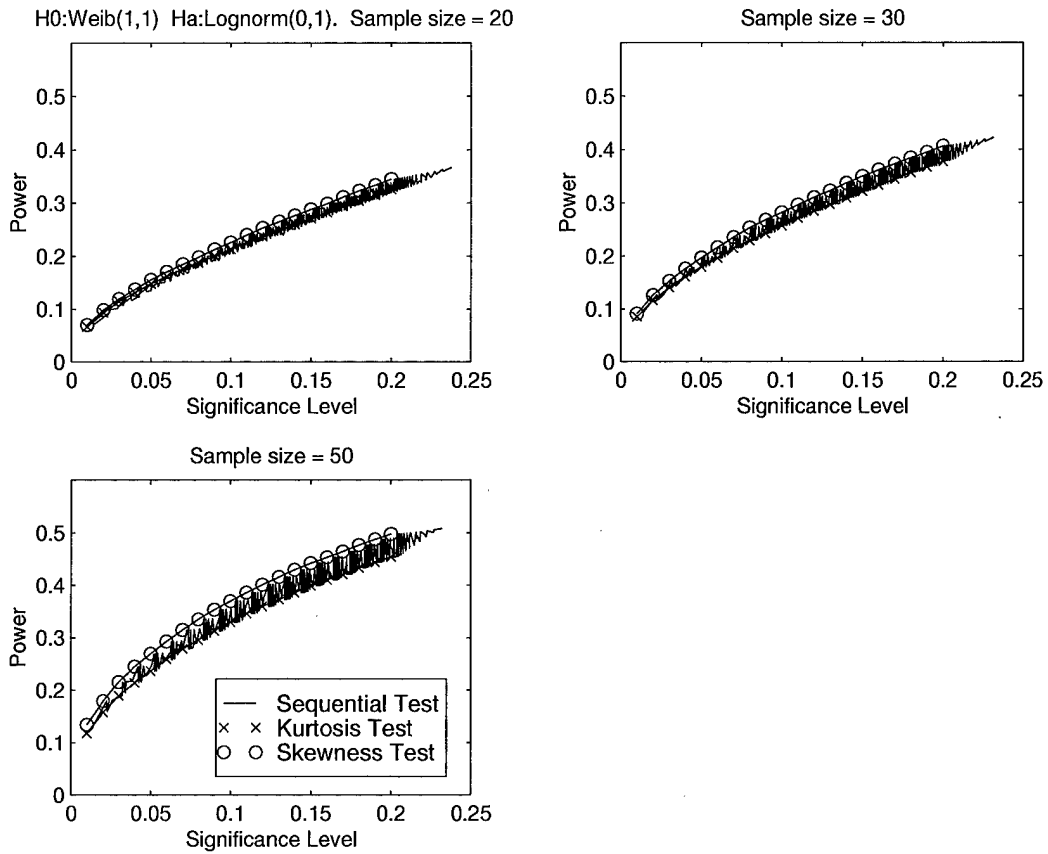 H0:Weib(1,1) Ha:Lognorm(0,1). Sample size = 20
0.5
0.4
0.3
0.2
0.1
0
Power
0 0.05 0.1 0.15 0.2 0.25
Significance Level
Sample size = 30
0.5
0.4
0.3
0.2
0.1
0
Power
0 0.05 0.1 0.15 0.2 0.25
Significance Level
Sample size = 50
0.5
0.4
0.3
0.2
0.1
0
Power
0 0.05 0.1 0.15 0.2 0.25
Significance Level
Sequential Test
Kurtosis Test
Skewness Test